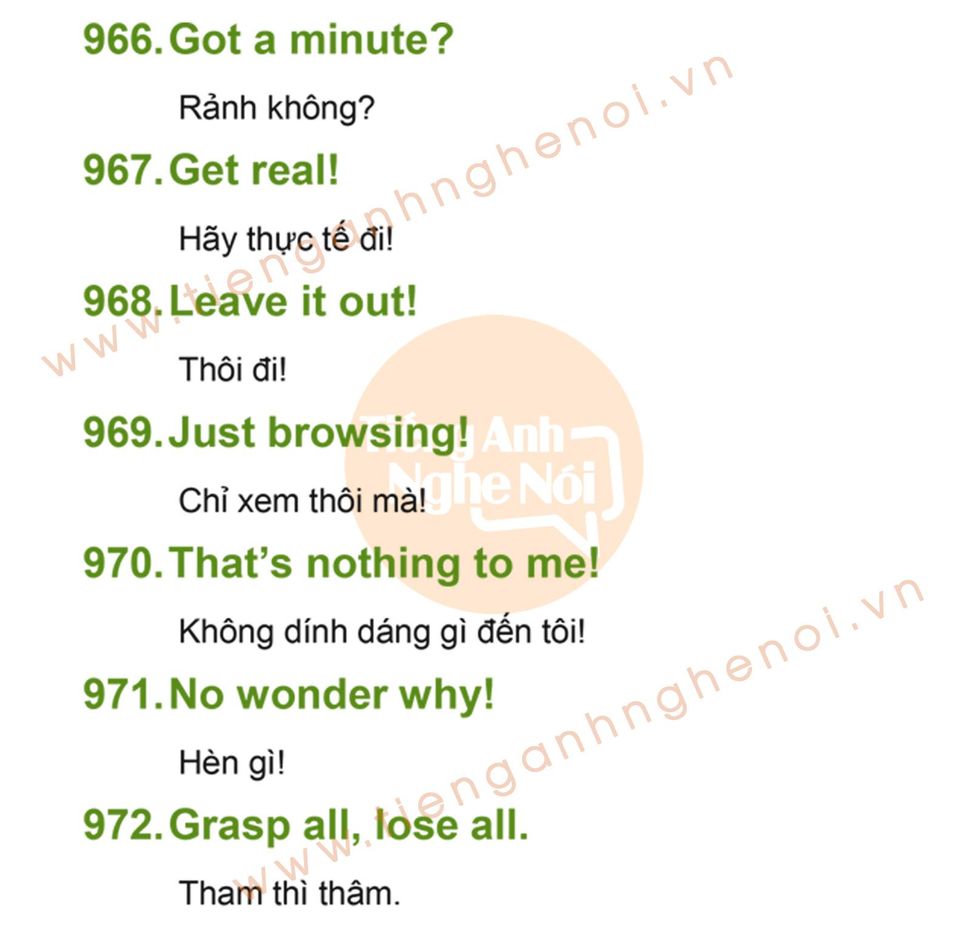 966. Got a minute?
Rảnh không?
967. Get real!
Hãy thực tế đi!
968. Leave it out!
Thôi đi!
969. Just browsing!
Chỉ xem thôi mà!
970. That’s nothing to me!
Không dính dáng gì đến tôi!
971. No wonder why!
Hèn gì!
972. Grasp all, lose all.
Tham thì thâm.
www.tienganhnghenoi.vn
Tiếng Anh
Nghe Nói
www.tienganhnghenoi.vn